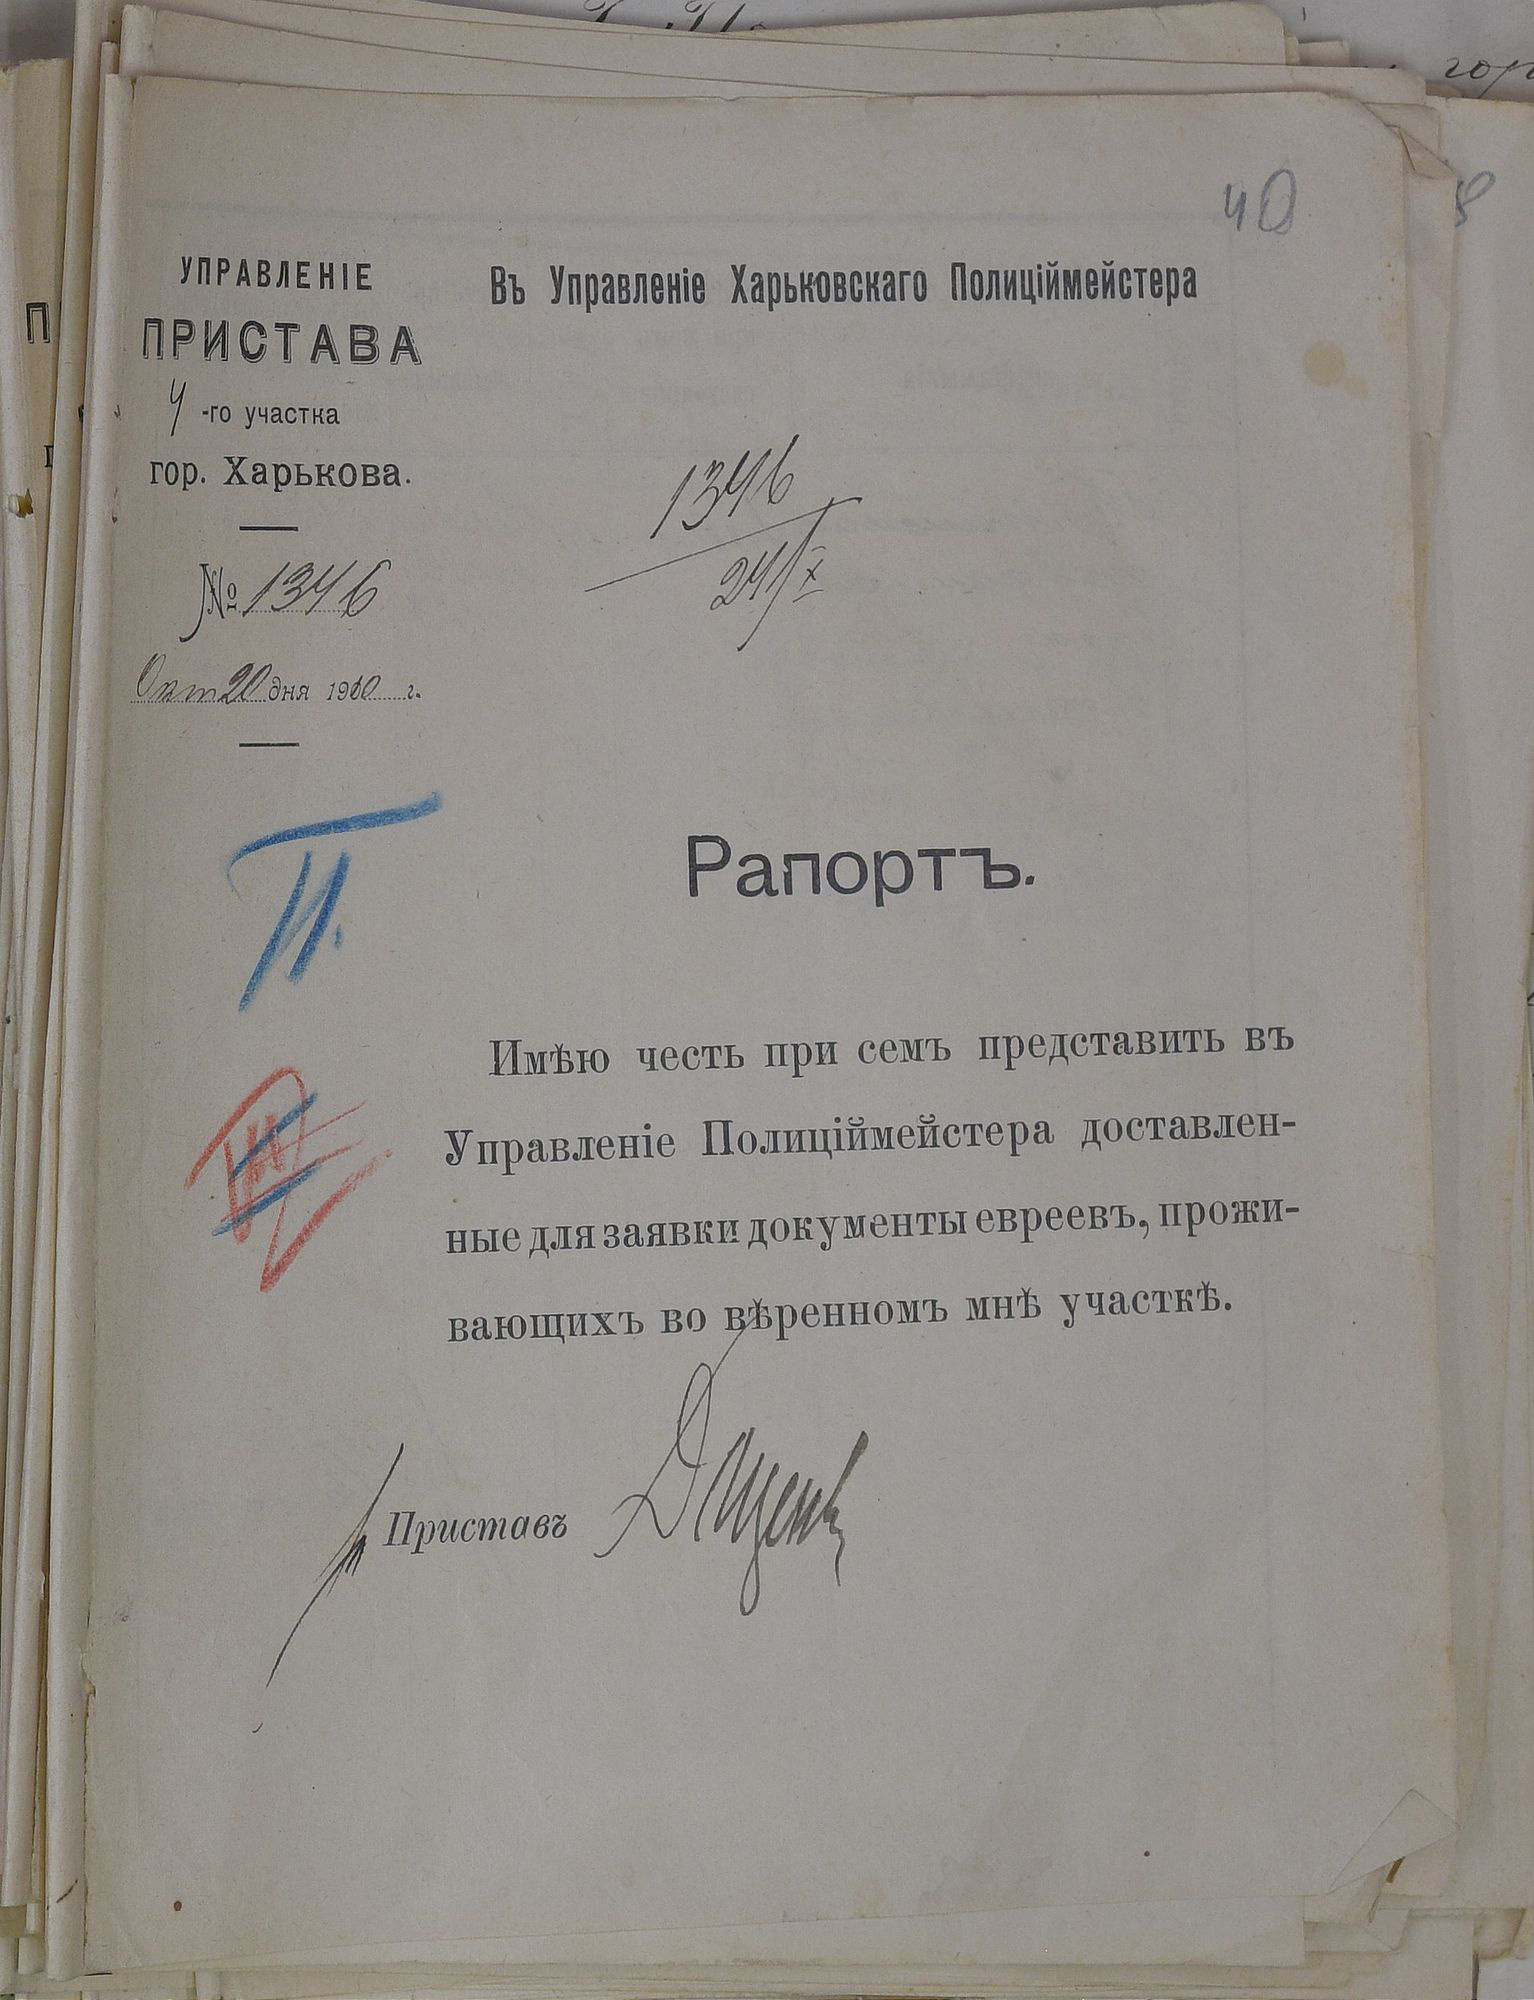 40
УПРАВЛЕНІЕ
ПРИСТАВА
4 -го участка
гор. Харькова.
№ 1346
Окт 20 дня 1910 г.
Въ Управленіе Харьковскаго Полиціймейстера
1346
24/X
Рапортъ.
Имѣю честь при семъ представить въ
Управленіе Полиціймейстера доставлен-
ные для заявки документы евреевъ, прожи-
вающихъ во вѣренномъ мнѣ участкѣ.
Приставъ
гор